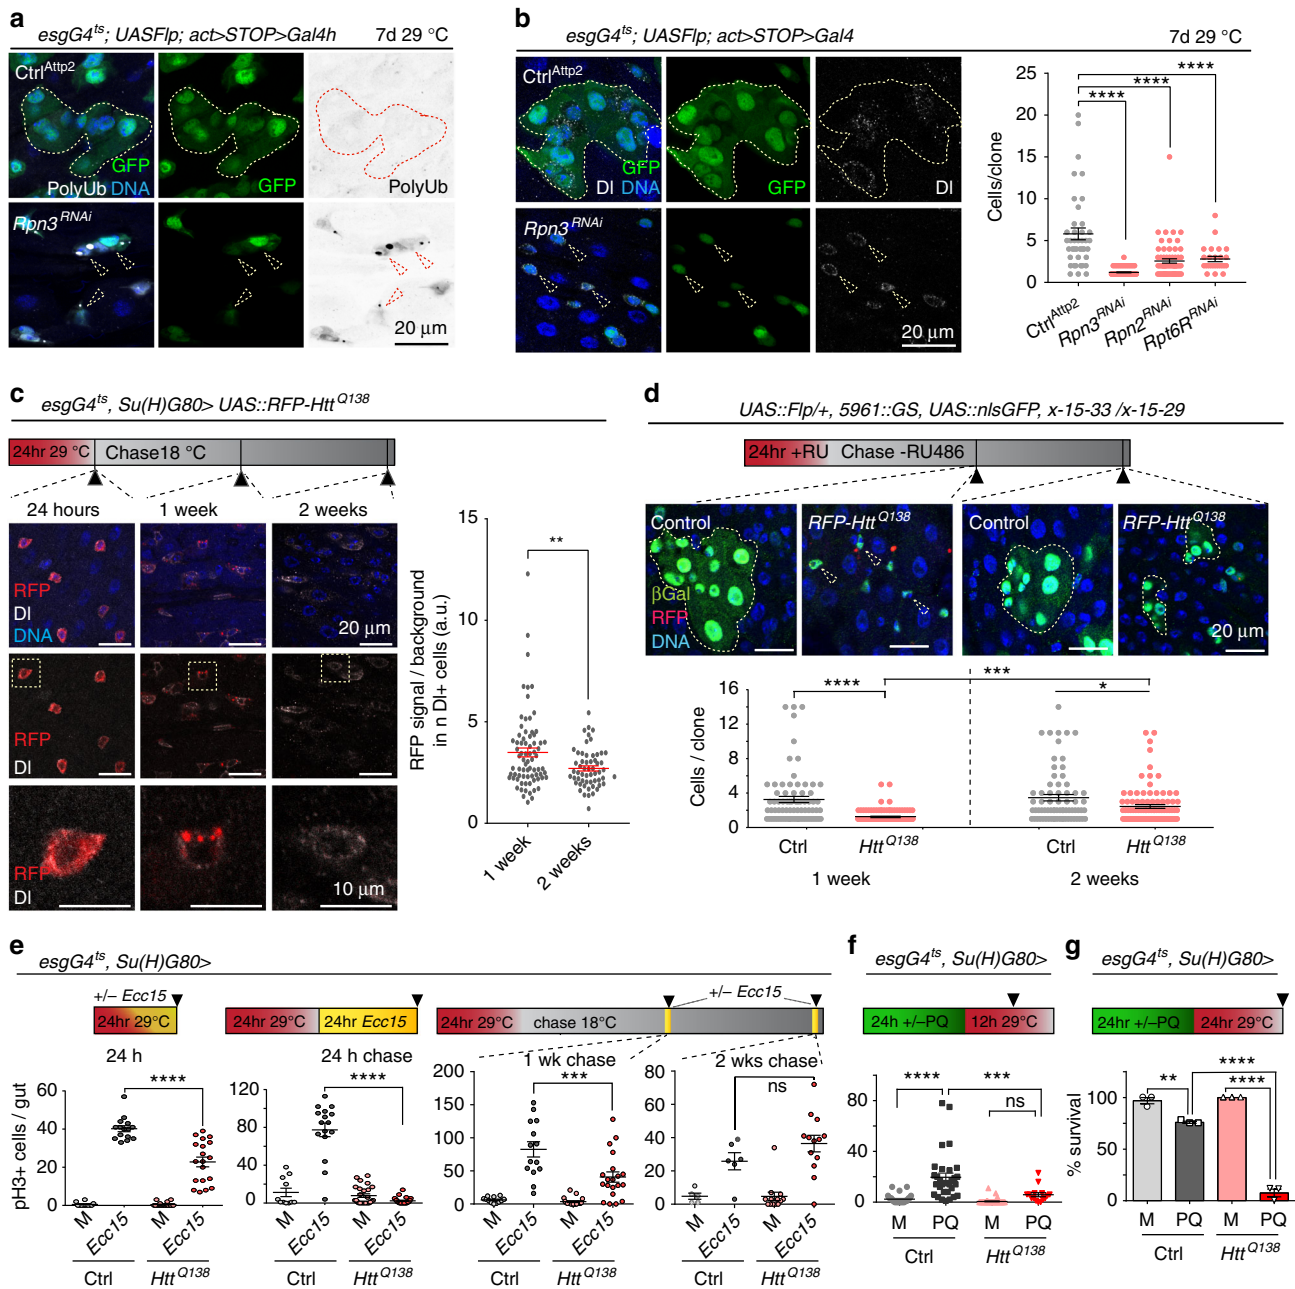 a
esgG4ts; UASFlp; act>STOP>Gal4h 7d 29 °C
CtrlAttp2
GFP
PolyUb DNA
GFP
PolyUb
Rpn3RNAi
20 µm
b
esgG4ts; UASFlp; act>STOP>Gal4 7d 29 °C
CtrlAttp2
GFP
Dl DNA
GFP
Dl
Rpn3RNAi
20 µm
Cells/clone
25
20
15
10
5
0
****
****
****
CtrlAttp2
Rpn3RNAi
Rpn2RNAi
Rpt6RRNAi
c
esgG4ts, Su(H)G80> UAS::RFP-HttQ138
24hr 29 °C Chase18 °C
24 hours 1 week 2 weeks
RFP
Dl
DNA
20 µm
RFP
Dl
RFP
Dl
10 µm
RFP signal / background
in n Dl+ cells (a.u.)
15
10
5
0
**
1 week
2 weeks
d
UAS::Flp/+, 5961::GS, UAS::nlsGFP, x-15-33 /x-15-29
24hr +RU Chase -RU486
Control RFP-HttQ138 Control RFP-HttQ138
βGal
RFP
DNA
20 µm
Cells / clone
16
12
8
4
0
**** *** *
Ctrl HttQ138 Ctrl HttQ138
1 week 2 weeks
e
esgG4ts, Su(H)G80>
+/– Ecc15
24hr 29°C
24hr 29°C 24hr Ecc15
+/– Ecc15
24hr 29°C chase 18°C
24 h 24 h chase 1 wk chase 2 wks chase
pH3+ cells / gut
60
40
20
0
****
M Ecc15 M Ecc15
Ctrl HttQ138
120
80
40
0
****
M Ecc15 M Ecc15
Ctrl HttQ138
200
150
100
50
0
***
M Ecc15 M Ecc15
Ctrl HttQ138
80
60
40
20
0
ns
M Ecc15 M Ecc15
Ctrl HttQ138
f
esgG4ts, Su(H)G80>
24h +/–PQ 12h 29°C
80
40
0
**** *** ns
M PQ M PQ
Ctrl HttQ138
g
esgG4ts, Su(H)G80>
24hr +/–PQ 24hr 29°C
% survival
100
50
0
** **** ****
M PQ M PQ
Ctrl HttQ138